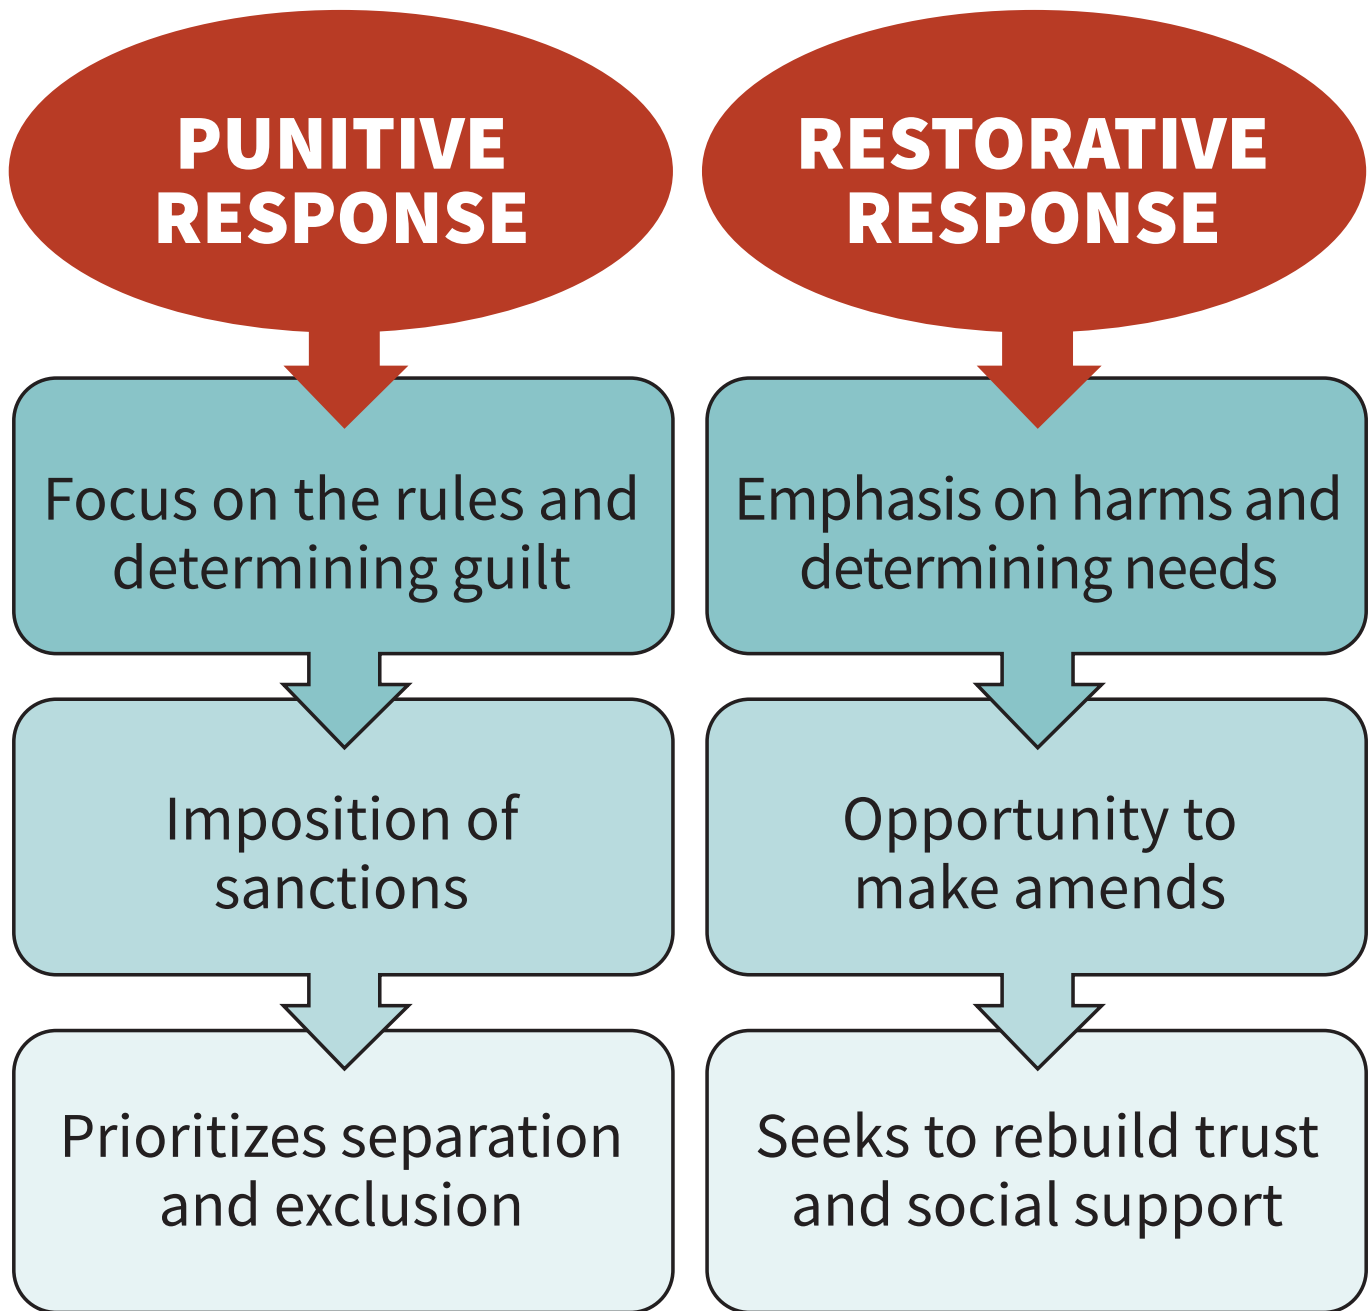 PUNITIVE
RESPONSE
Focus on the rules and
determining guilt
Imposition of
sanctions
Prioritizes separation
and exclusion
RESTORATIVE
RESPONSE
Emphasis on harms and
determining needs
Opportunity to
make amends
Seeks to rebuild trust
and social support